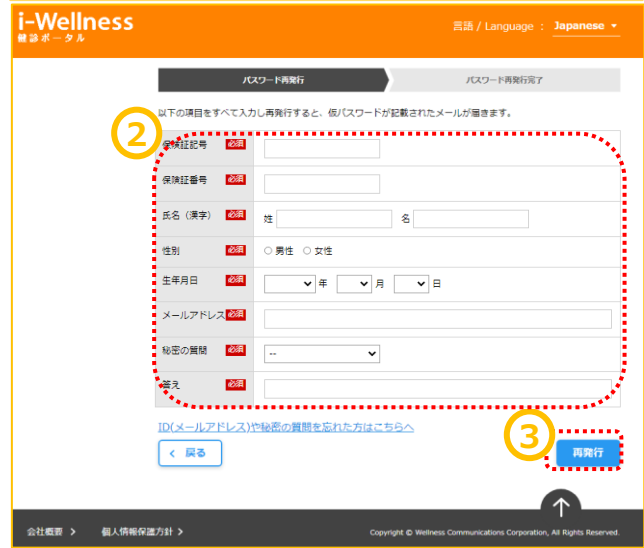 i-Wellness
健診ポータル
言語 / Language : Japanese
パスワード再発行
パスワード再発行完了
以下の項目をすべて入力し再発行すると、仮パスワードが記載されたメールが届きます。
②
保険証記号 必須
保険証番号 必須
氏名（漢字） 必須 姓 名
性別 必須 男性 女性
生年月日 必須 年 月 日
メールアドレス 必須
秘密の質問 必須 --
答え 必須
ID(メールアドレス)や秘密の質問を忘れた方はこちらへ
③
< 戻る
再発行
会社概要 > 個人情報保護方針 >
Copyright © Wellness Communications Corporation, All Rights Reserved.